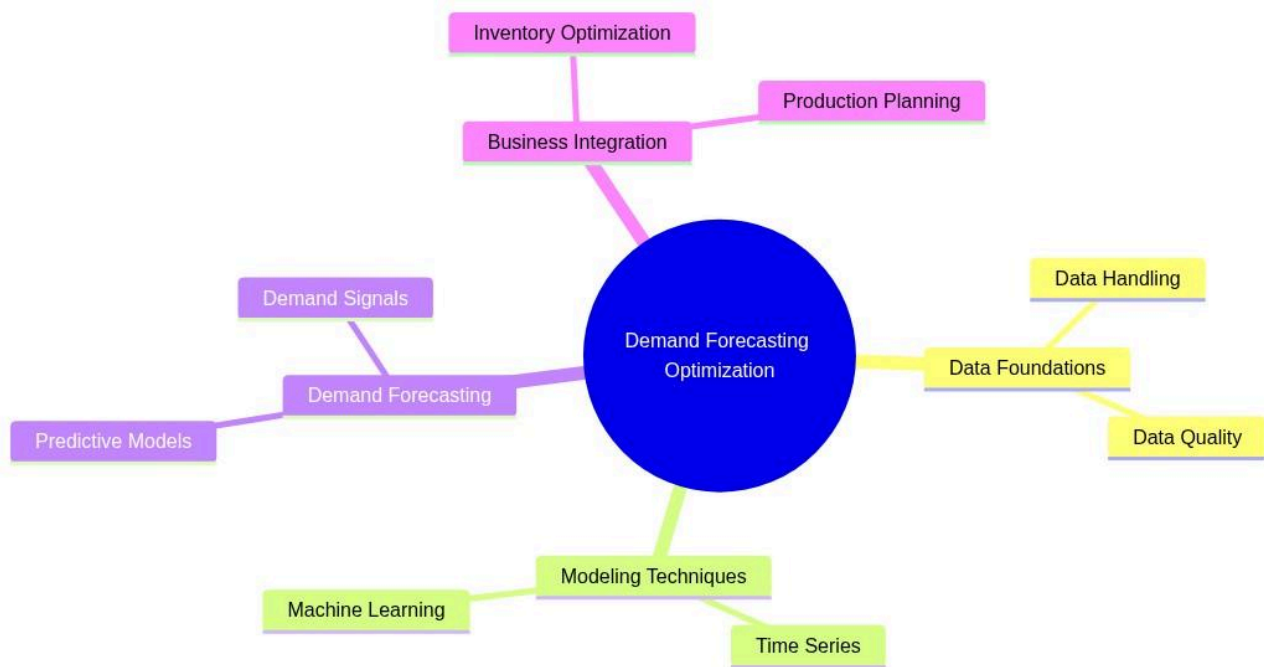 Inventory Optimization
Production Planning
Business Integration
Data Handling
Demand Signals
Demand Forecasting
Optimization
Data Foundations
Demand Forecasting
Data Quality
Predictive Models
Modeling Techniques
Machine Learning
Time Series